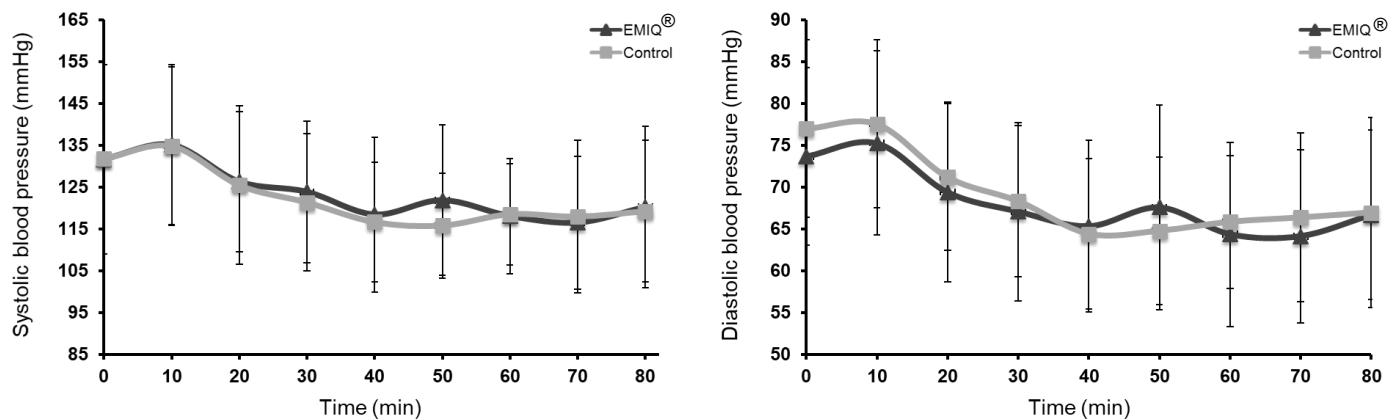 Systolic blood pressure (mmHg)
165
155
145
135
125
115
105
95
85
0 10 20 30 40 50 60 70 80
Time (min)
EMIQ®
Control
Diastolic blood pressure (mmHg)
90
85
80
75
70
65
60
55
50
0 10 20 30 40 50 60 70 80
Time (min)
EMIQ®
Control